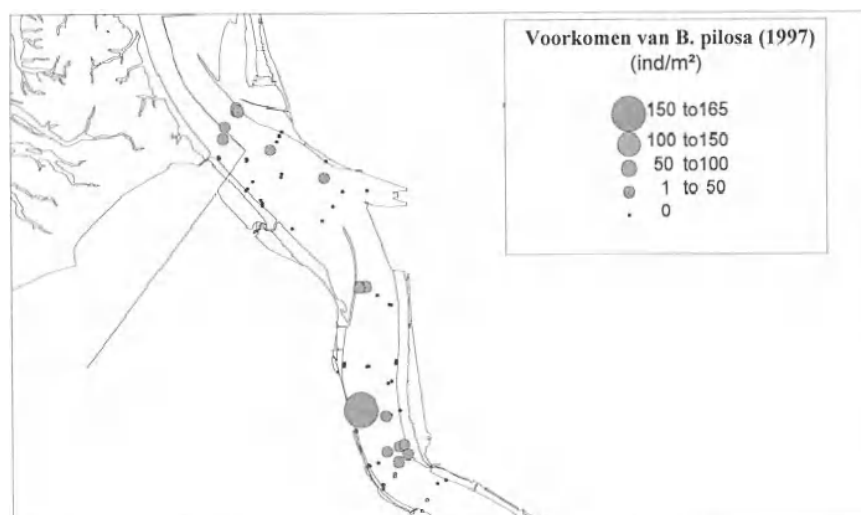 Voorkomen van B. pilosa (1997)
(ind/m²)
150 to165
100 to150
50 to100
1 to 50
0